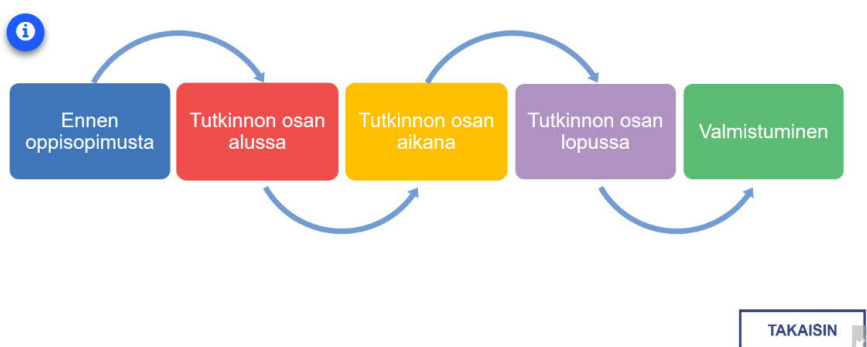 Ennen
oppisopimusta
Tutkinnon osan
alussa
Tutkinnon osan
aikana
Tutkinnon osan
lopussa
Valmistuminen
TAKAISIN